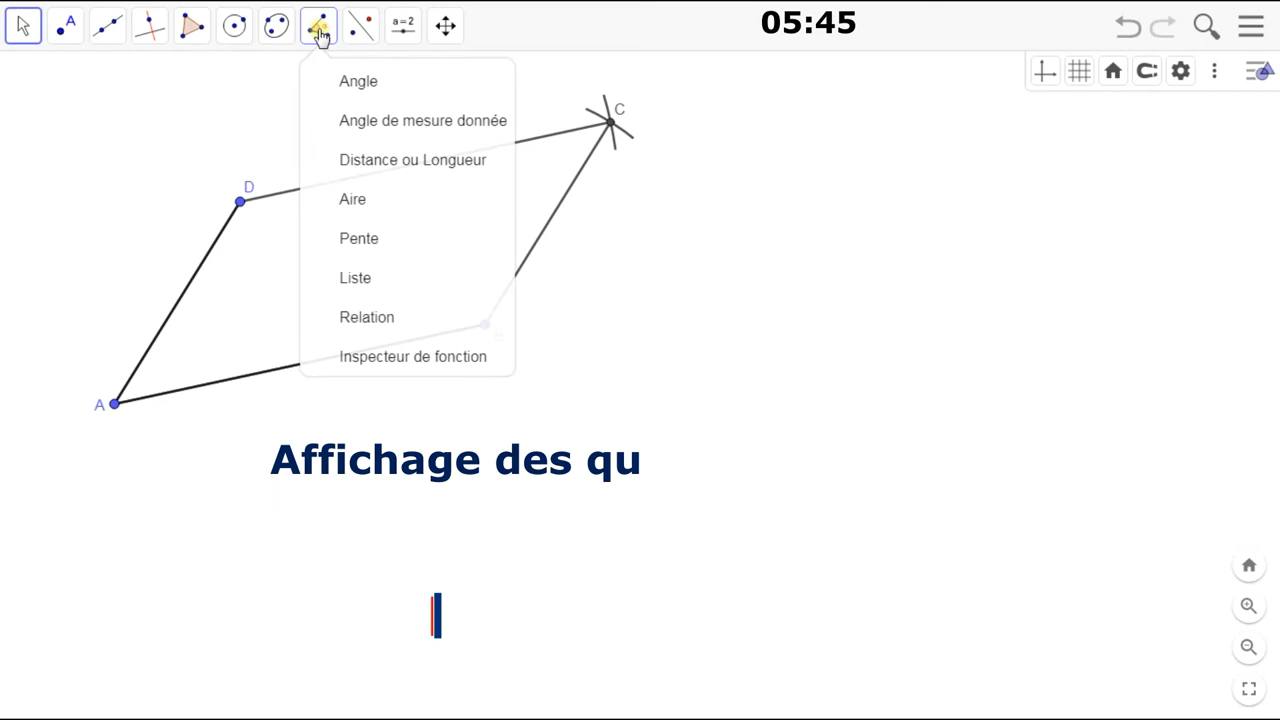 A
a=2
05:45
Angle
Angle de mesure donnée
Distance ou Longueur
Aire
Pente
Liste
Relation
Inspecteur de fonction
C
D
A
Affichage des qu